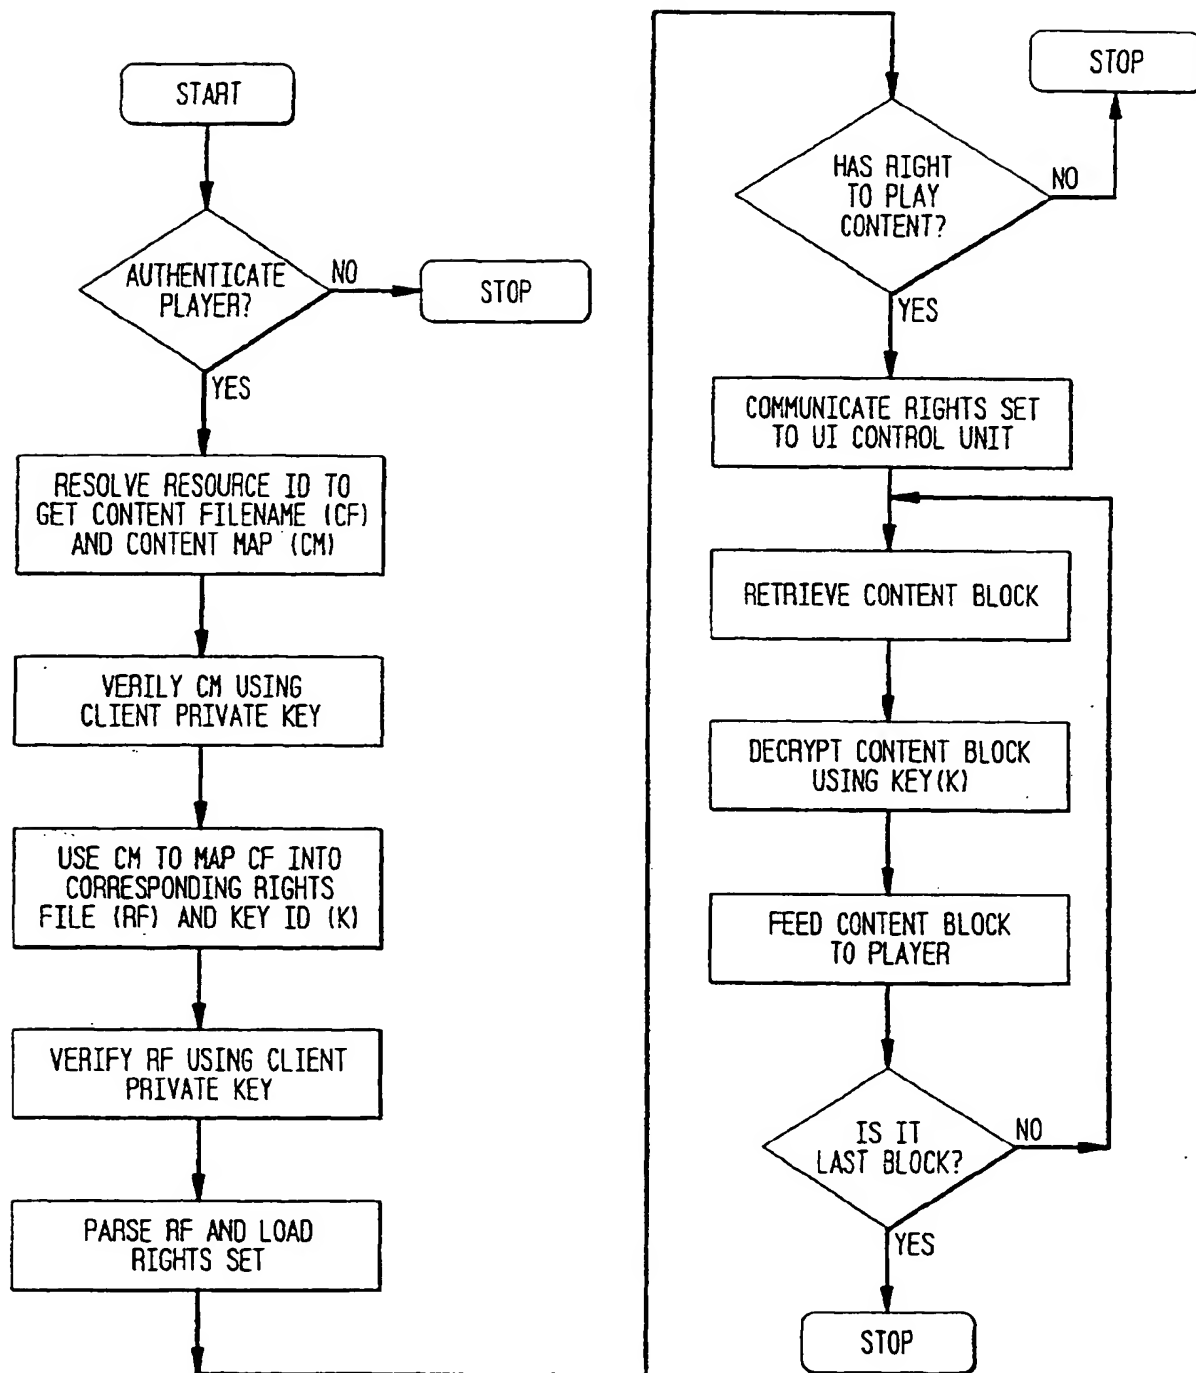 START
AUTHENTICATE
PLAYER?
NO
STOP
YES
RESOLVE RESOURCE ID TO
GET CONTENT FILENAME (CF)
AND CONTENT MAP (CM)
VERILY CM USING
CLIENT PRIVATE KEY
USE CM TO MAP CF INTO
CORRESPONDING RIGHTS
FILE (RF) AND KEY ID (K)
VERIFY RF USING CLIENT
PRIVATE KEY
PARSE RF AND LOAD
RIGHTS SET
STOP
HAS RIGHT
TO PLAY
CONTENT?
NO
YES
COMMUNICATE RIGHTS SET
TO UI CONTROL UNIT
RETRIEVE CONTENT BLOCK
DECRYPT CONTENT BLOCK
USING KEY(K)
FEED CONTENT BLOCK
TO PLAYER
IS IT
LAST BLOCK?
NO
YES
STOP